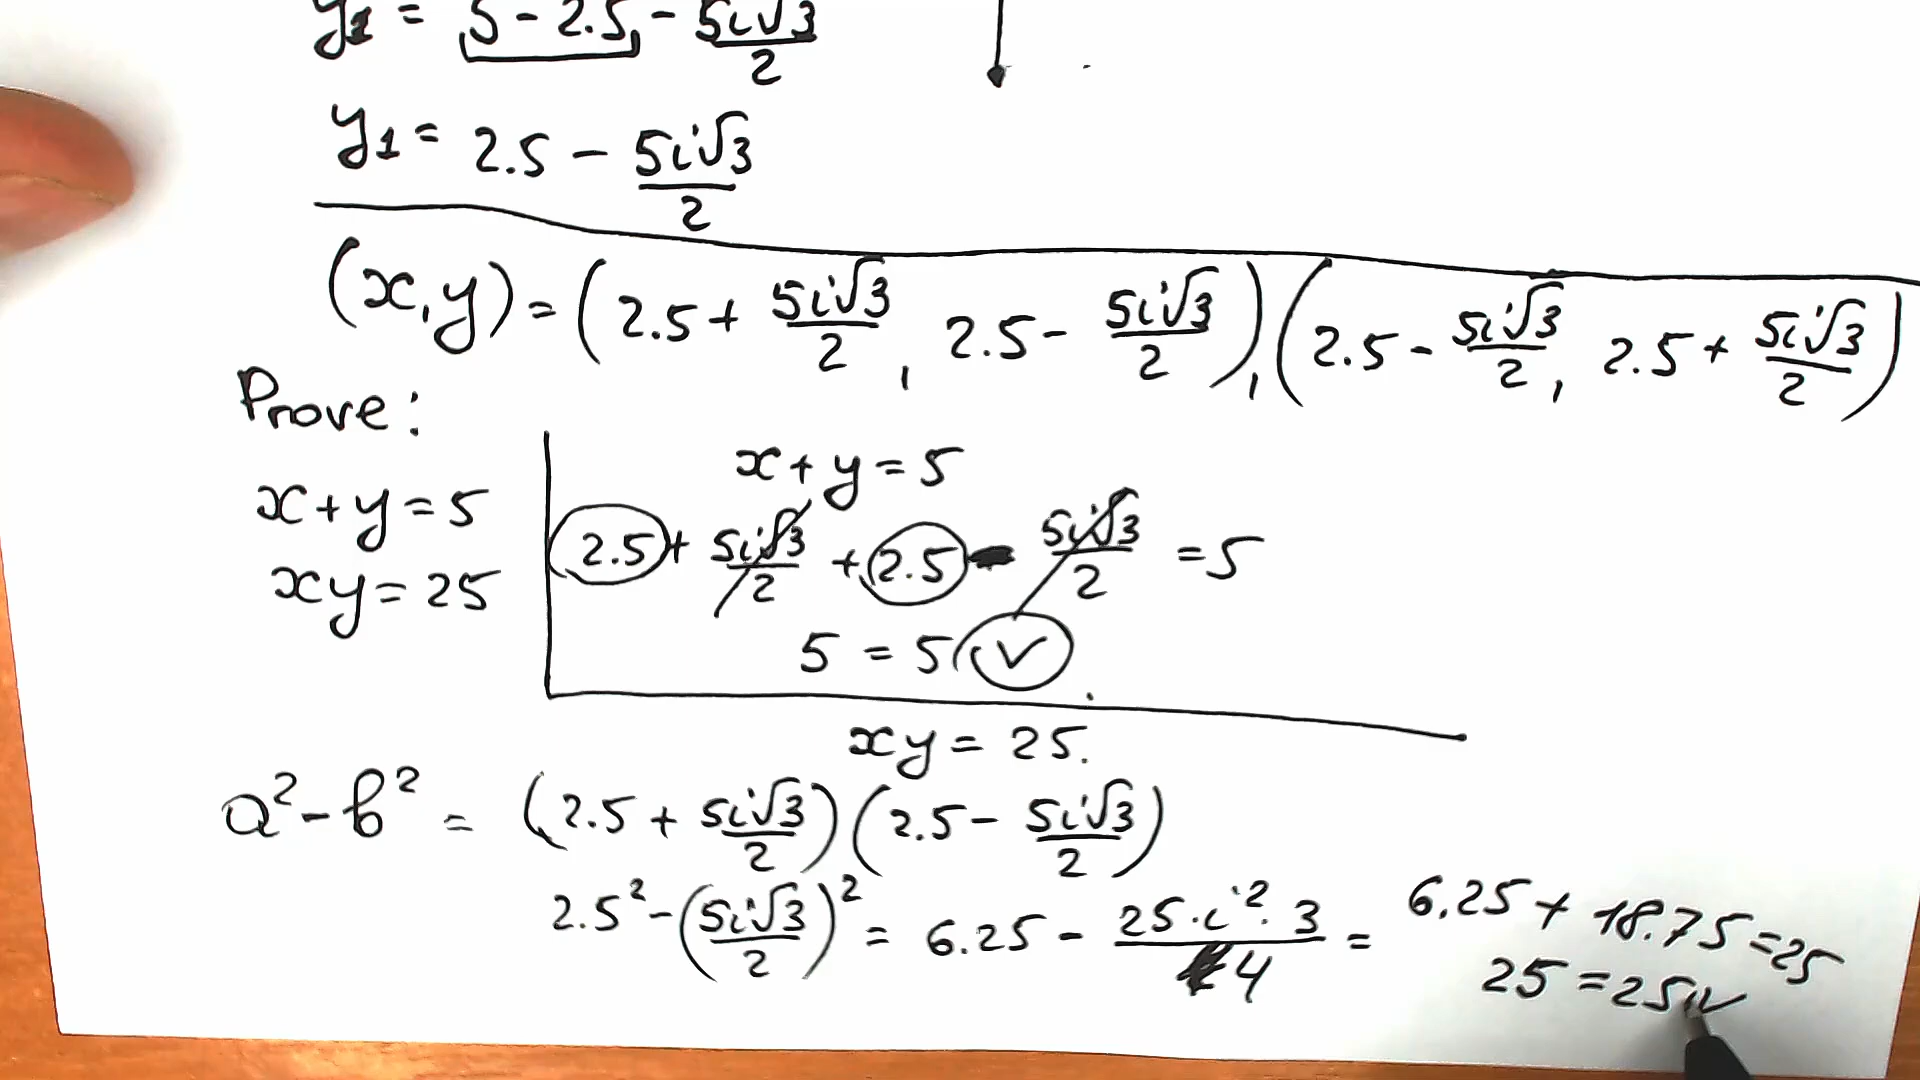 y1 = 5 - 2.5 - 5i√3/2
y1 = 2.5 - 5i√3/2
(x,y) = (2.5 + 5i√3/2, 2.5 - 5i√3/2), (2.5 - 5i√3/2, 2.5 + 5i√3/2)
Prove:
x + y = 5
xy = 25
x + y = 5
2.5 + 5i√3/2 + 2.5 - 5i√3/2 = 5
5 = 5 ✓
xy = 25.
a² - b² = (2.5 + 5i√3/2)(2.5 - 5i√3/2)
2.5² - (5i√3/2)² = 6.25 - 25·i²·3/4 = 6.25 + 18.75 = 25
25 = 25 ✓